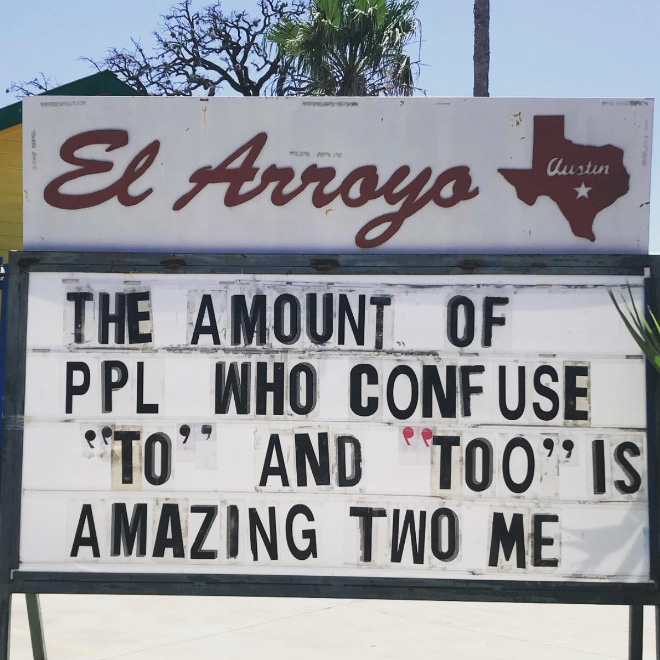 El Arroyo
Austin
THE AMOUNT OF
PPL WHO CONFUSE
"TO" AND "TOO" IS
AMAZING TWO ME